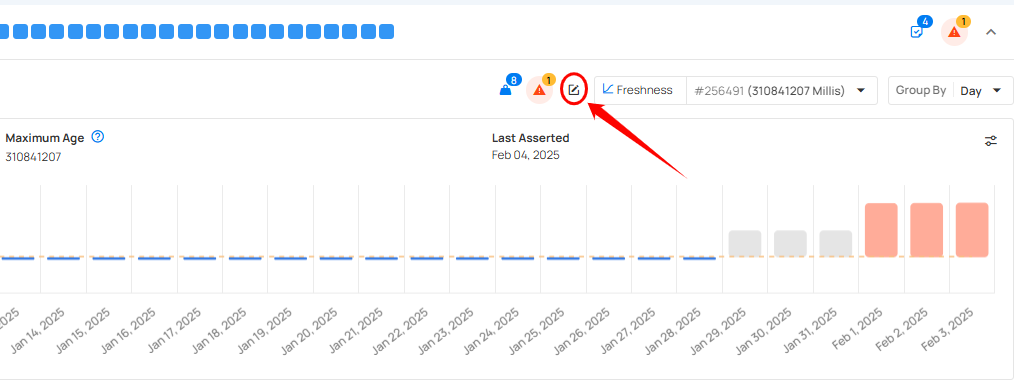 4
1
8
1
Freshness
#256491 (310841207 Millis)
Group By
Day
Maximum Age
310841207
Last Asserted
Feb 04, 2025
2025
Jan 14, 2025
Jan 15, 2025
Jan 16, 2025
Jan 17, 2025
Jan 18, 2025
Jan 19, 2025
Jan 20, 2025
Jan 21, 2025
Jan 22, 2025
Jan 23, 2025
Jan 24, 2025
Jan 25, 2025
Jan 26, 2025
Jan 27, 2025
Jan 28, 2025
Jan 29, 2025
Jan 30, 2025
Jan 31, 2025
Feb 1, 2025
Feb 2, 2025
Feb 3, 2025